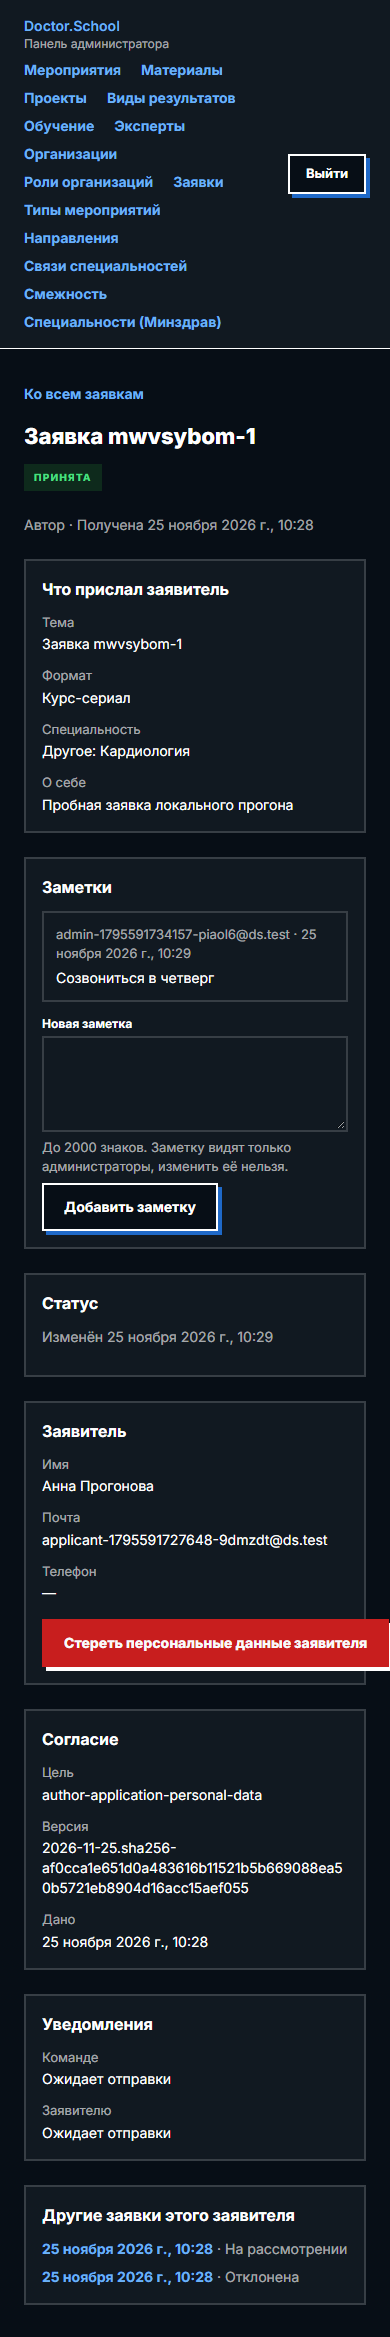 Doctor.School
Панель администратора
Мероприятия Материалы
Проекты Виды результатов
Обучение Эксперты
Организации
Роли организаций Заявки
Типы мероприятий
Направления
Связи специальностей
Смежность
Специальности (Минздрав)
Выйти
Ко всем заявкам
Заявка mwvsybom-1
ПРИНЯТА
Автор · Получена 25 ноября 2026 г., 10:28
Что прислал заявитель
Тема
Заявка mwvsybom-1
Формат
Курс-сериал
Специальность
Другое: Кардиология
О себе
Пробная заявка локального прогона
Заметки
admin-1795591734157-piaol6@ds.test · 25
ноября 2026 г., 10:29
Созвониться в четверг
Новая заметка
До 2000 знаков. Заметку видят только
администраторы, изменить её нельзя.
Добавить заметку
Статус
Изменён 25 ноября 2026 г., 10:29
Заявитель
Имя
Анна Прогонова
Почта
applicant-1795591727648-9dmzdt@ds.test
Телефон
—
Стереть персональные данные заявителя
Согласие
Цель
author-application-personal-data
Версия
2026-11-25.sha256-
af0cca1e651d0a483616b11521b5b669088ea5
0b5721eb8904d16acc15aef055
Дано
25 ноября 2026 г., 10:28
Уведомления
Команде
Ожидает отправки
Заявителю
Ожидает отправки
Другие заявки этого заявителя
25 ноября 2026 г., 10:28 · На рассмотрении
25 ноября 2026 г., 10:28 · Отклонена